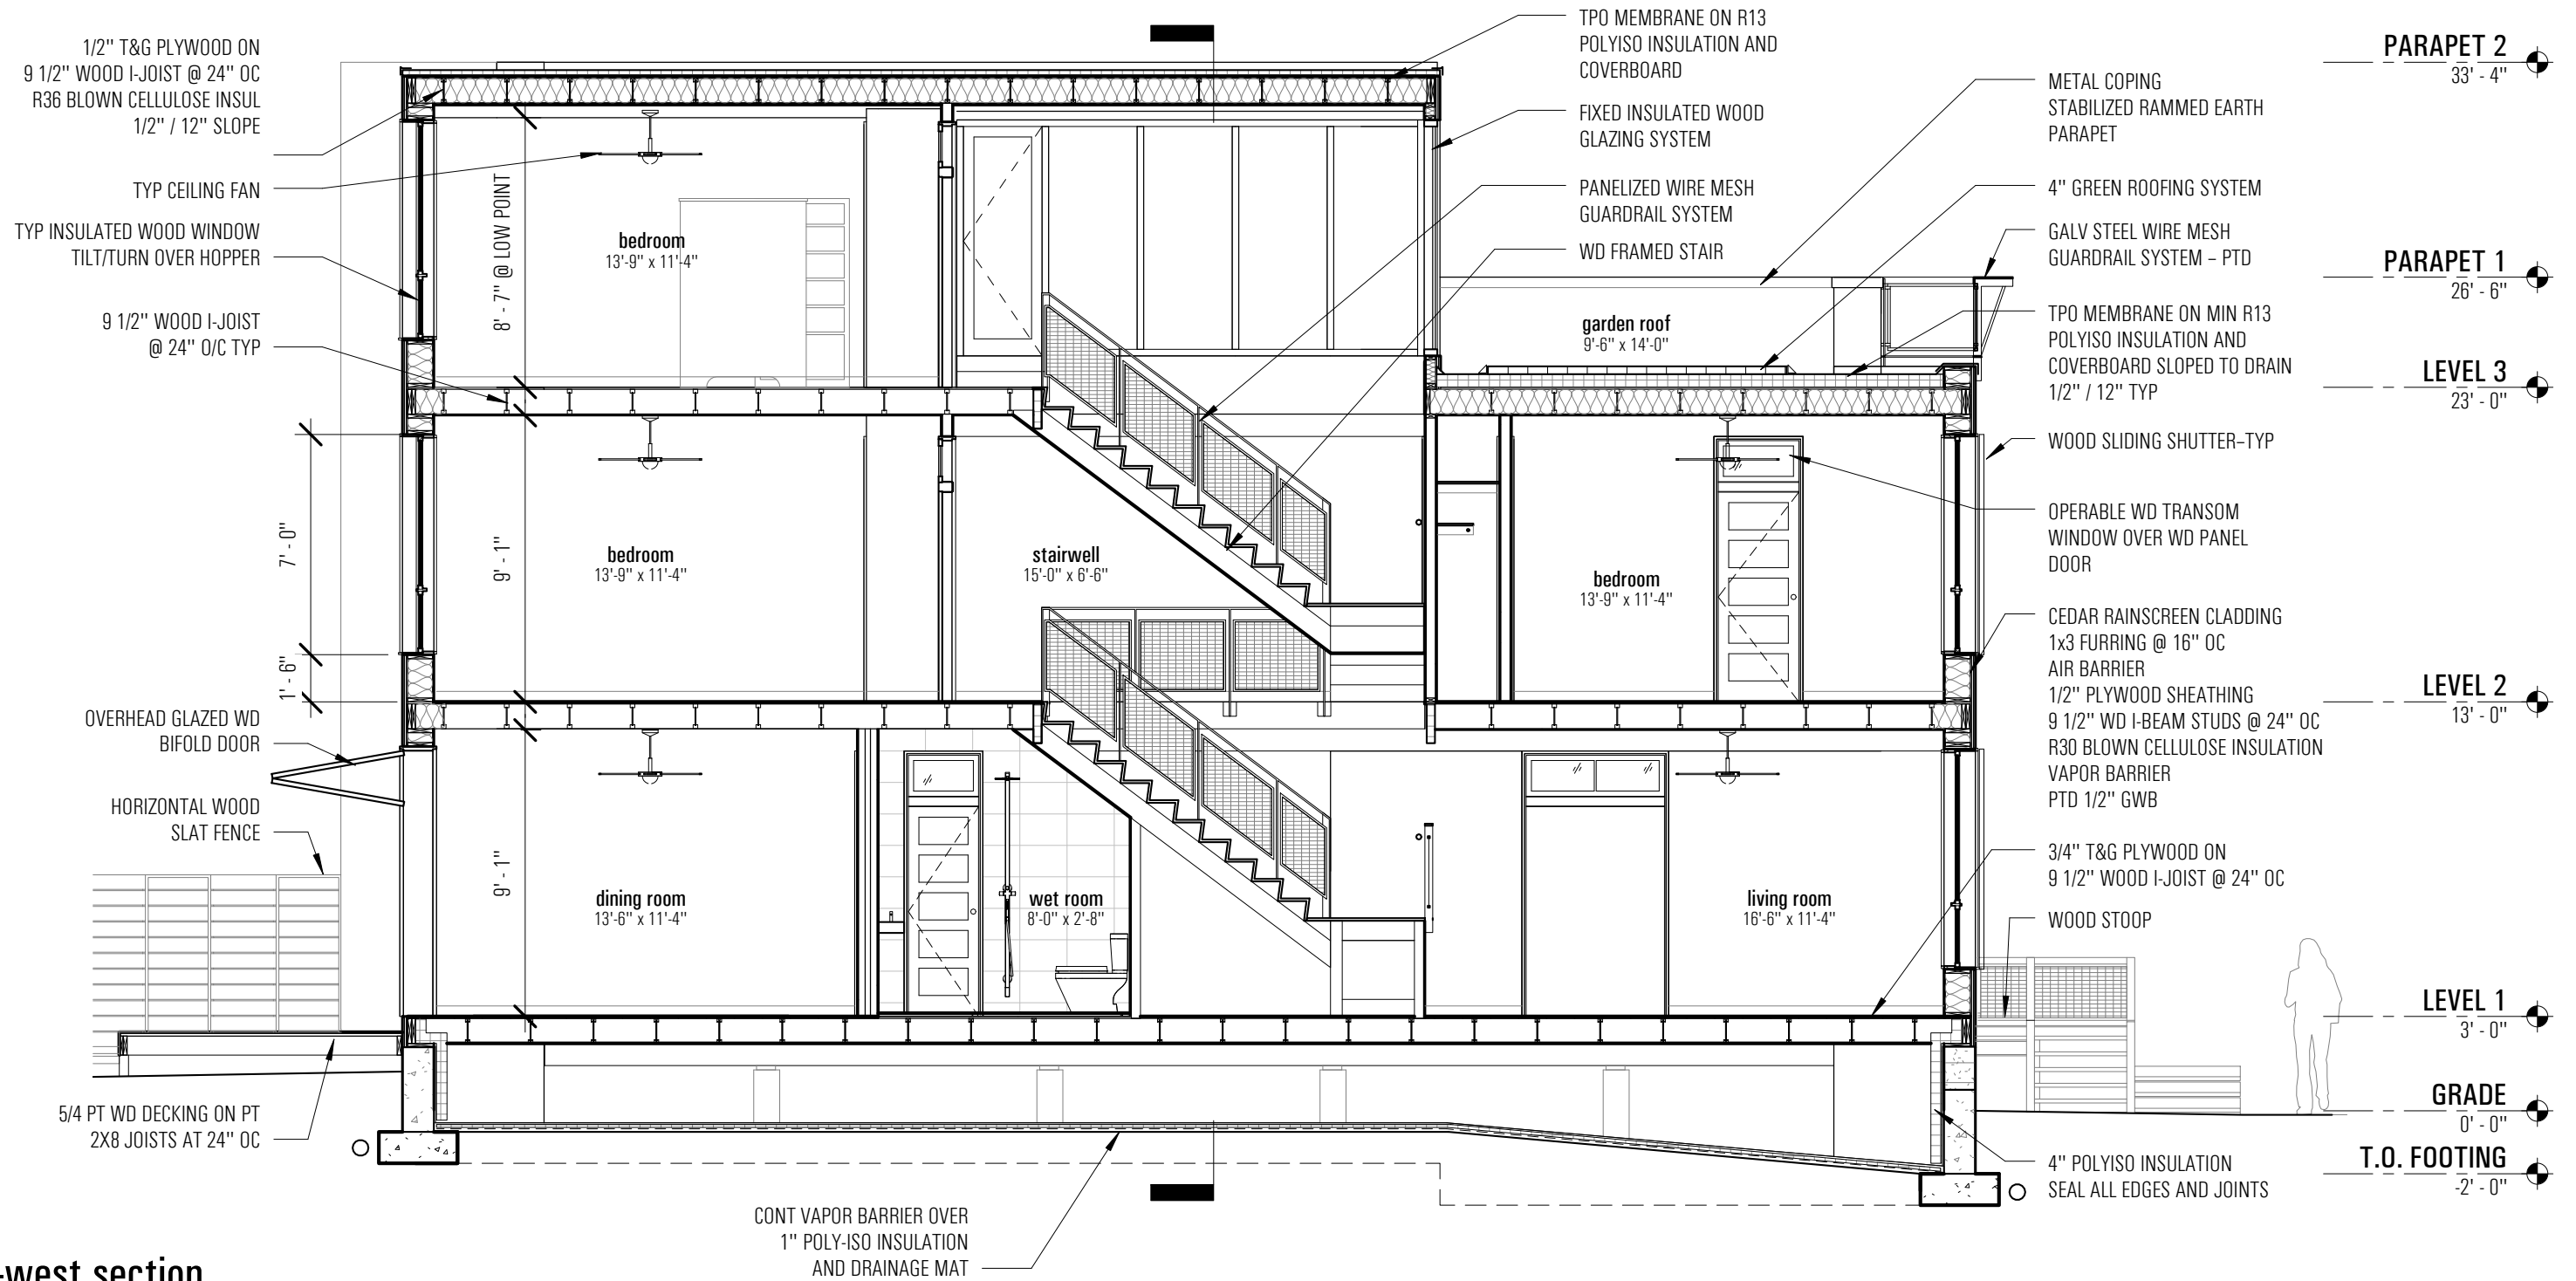 1/2" T&G PLYWOOD ON
9 1/2" WOOD I-JOIST @ 24" OC
R36 BLOWN CELLULOSE INSUL
1/2" / 12" SLOPE
TYP CEILING FAN
TYP INSULATED WOOD WINDOW
TILT/TURN OVER HOPPER
9 1/2" WOOD I-JOIST
@ 24" O/C TYP
7' - 0"
1' - 6"
OVERHEAD GLAZED WD
BIFOLD DOOR
HORIZONTAL WOOD
SLAT FENCE
5/4 PT WD DECKING ON PT
2X8 JOISTS AT 24" OC
8' - 7" @ LOW POINT
bedroom
13'-9" x 11'-4"
9' - 1"
bedroom
13'-9" x 11'-4"
stairwell
15'-0" x 6'-6"
bedroom
13'-9" x 11'-4"
garden roof
9'-6" x 14'-0"
9' - 1"
dining room
13'-6" x 11'-4"
wet room
8'-0" x 2'-8"
living room
16'-6" x 11'-4"
TPO MEMBRANE ON R13
POLYISO INSULATION AND
COVERBOARD
FIXED INSULATED WOOD
GLAZING SYSTEM
PANELIZED WIRE MESH
GUARDRAIL SYSTEM
WD FRAMED STAIR
METAL COPING
STABILIZED RAMMED EARTH
PARAPET
4" GREEN ROOFING SYSTEM
GALV STEEL WIRE MESH
GUARDRAIL SYSTEM - PTD
TPO MEMBRANE ON MIN R13
POLYISO INSULATION AND
COVERBOARD SLOPED TO DRAIN
1/2" / 12" TYP
WOOD SLIDING SHUTTER-TYP
OPERABLE WD TRANSOM
WINDOW OVER WD PANEL
DOOR
CEDAR RAINSCREEN CLADDING
1x3 FURRING @ 16" OC
AIR BARRIER
1/2" PLYWOOD SHEATHING
9 1/2" WD I-BEAM STUDS @ 24" OC
R30 BLOWN CELLULOSE INSULATION
VAPOR BARRIER
PTD 1/2" GWB
3/4" T&G PLYWOOD ON
9 1/2" WOOD I-JOIST @ 24" OC
WOOD STOOP
4" POLYISO INSULATION
SEAL ALL EDGES AND JOINTS
PARAPET 2
33' - 4"
PARAPET 1
26' - 6"
LEVEL 3
23' - 0"
LEVEL 2
13' - 0"
LEVEL 1
3' - 0"
GRADE
0' - 0"
T.O. FOOTING
-2' - 0"
CONT VAPOR BARRIER OVER
1" POLY-ISO INSULATION
AND DRAINAGE MAT
-west section